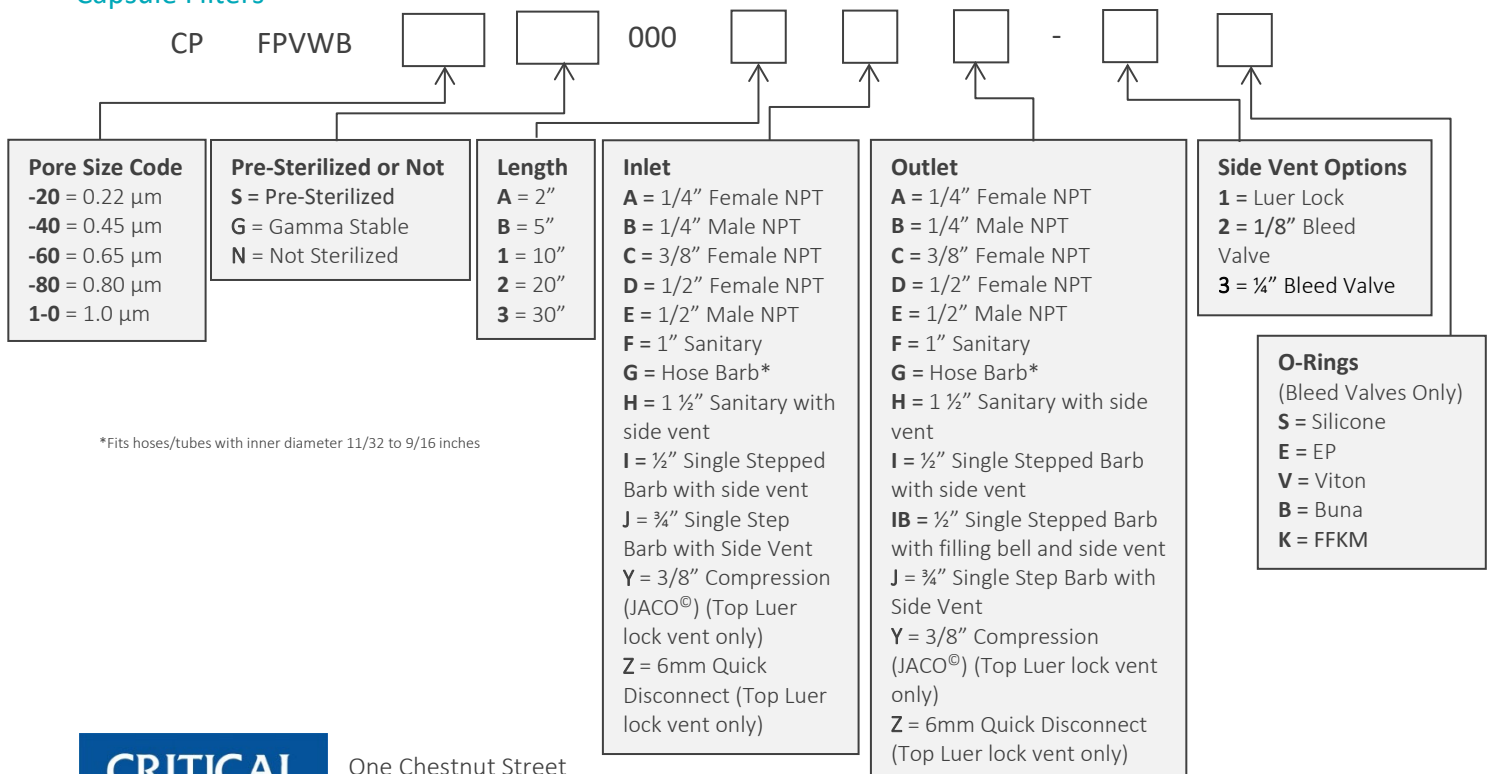 Capsule Filters
CP FPVWB 000 -
Pore Size Code
-20 = 0.22 µm
-40 = 0.45 µm
-60 = 0.65 µm
-80 = 0.80 µm
1-0 = 1.0 µm
Pre-Sterilized or Not
S = Pre-Sterilized
G = Gamma Stable
N = Not Sterilized
Length
A = 2”
B = 5”
1 = 10”
2 = 20”
3 = 30”
Inlet
A = 1/4” Female NPT
B = 1/4” Male NPT
C = 3/8” Female NPT
D = 1/2” Female NPT
E = 1/2” Male NPT
F = 1” Sanitary
G = Hose Barb*
H = 1 ½” Sanitary with
side vent
I = ½” Single Stepped
Barb with side vent
J = ¾” Single Step
Barb with Side Vent
Y = 3/8” Compression
(JACO©) (Top Luer
lock vent only)
Z = 6mm Quick
Disconnect (Top Luer
lock vent only)
Outlet
A = 1/4” Female NPT
B = 1/4” Male NPT
C = 3/8” Female NPT
D = 1/2” Female NPT
E = 1/2” Male NPT
F = 1” Sanitary
G = Hose Barb*
H = 1 ½” Sanitary with side
vent
I = ½” Single Stepped Barb
with side vent
IB = ½” Single Stepped Barb
with filling bell and side vent
J = ¾” Single Step Barb with
Side Vent
Y = 3/8” Compression
(JACO©) (Top Luer lock vent
only)
Z = 6mm Quick Disconnect
(Top Luer lock vent only)
Side Vent Options
1 = Luer Lock
2 = 1/8” Bleed
Valve
3 = ¼” Bleed Valve
O-Rings
(Bleed Valves Only)
S = Silicone
E = EP
V = Viton
B = Buna
K = FFKM
*Fits hoses/tubes with inner diameter 11/32 to 9/16 inches
CRITICAL
One Chestnut Street